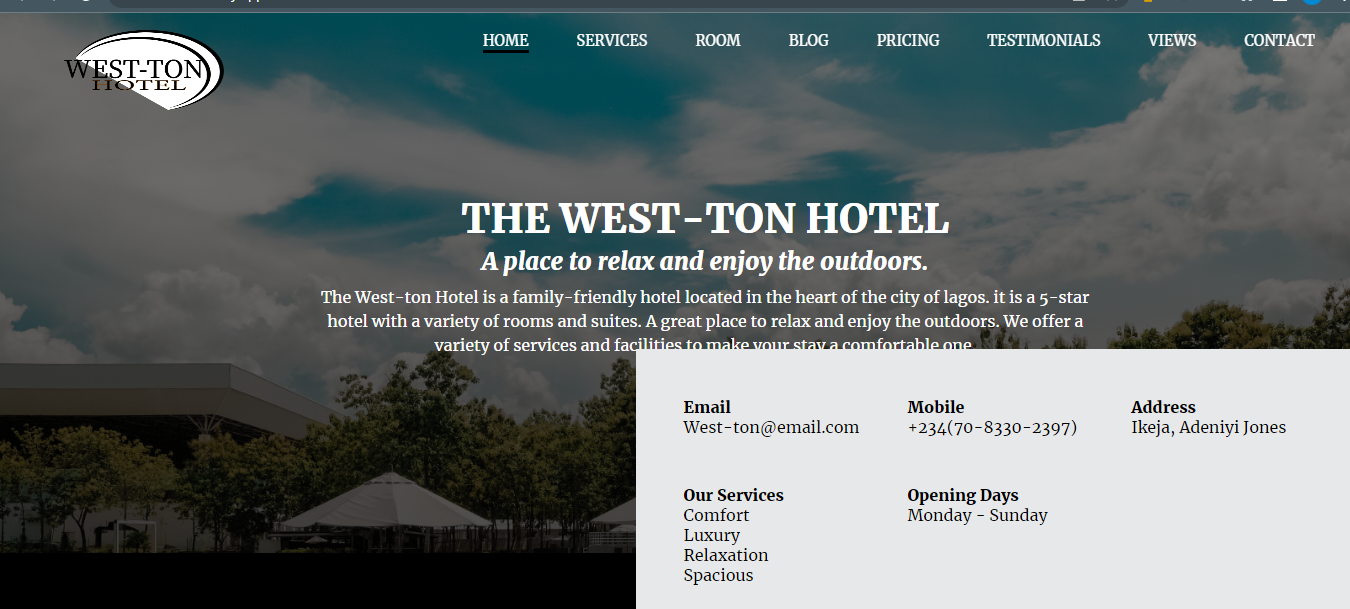 HOME SERVICES ROOM BLOG PRICING TESTIMONIALS VIEWS CONTACT
WEST-TON
HOTEL
THE WEST-TON HOTEL
A place to relax and enjoy the outdoors.
The West-ton Hotel is a family-friendly hotel located in the heart of the city of lagos. it is a 5-star
hotel with a variety of rooms and suites. A great place to relax and enjoy the outdoors. We offer a
variety of services and facilities to make your stay a comfortable one
Email
West-ton@email.com
Mobile
+234(70-8330-2397)
Address
Ikeja, Adeniyi Jones
Our Services
Comfort
Luxury
Relaxation
Spacious
Opening Days
Monday - Sunday